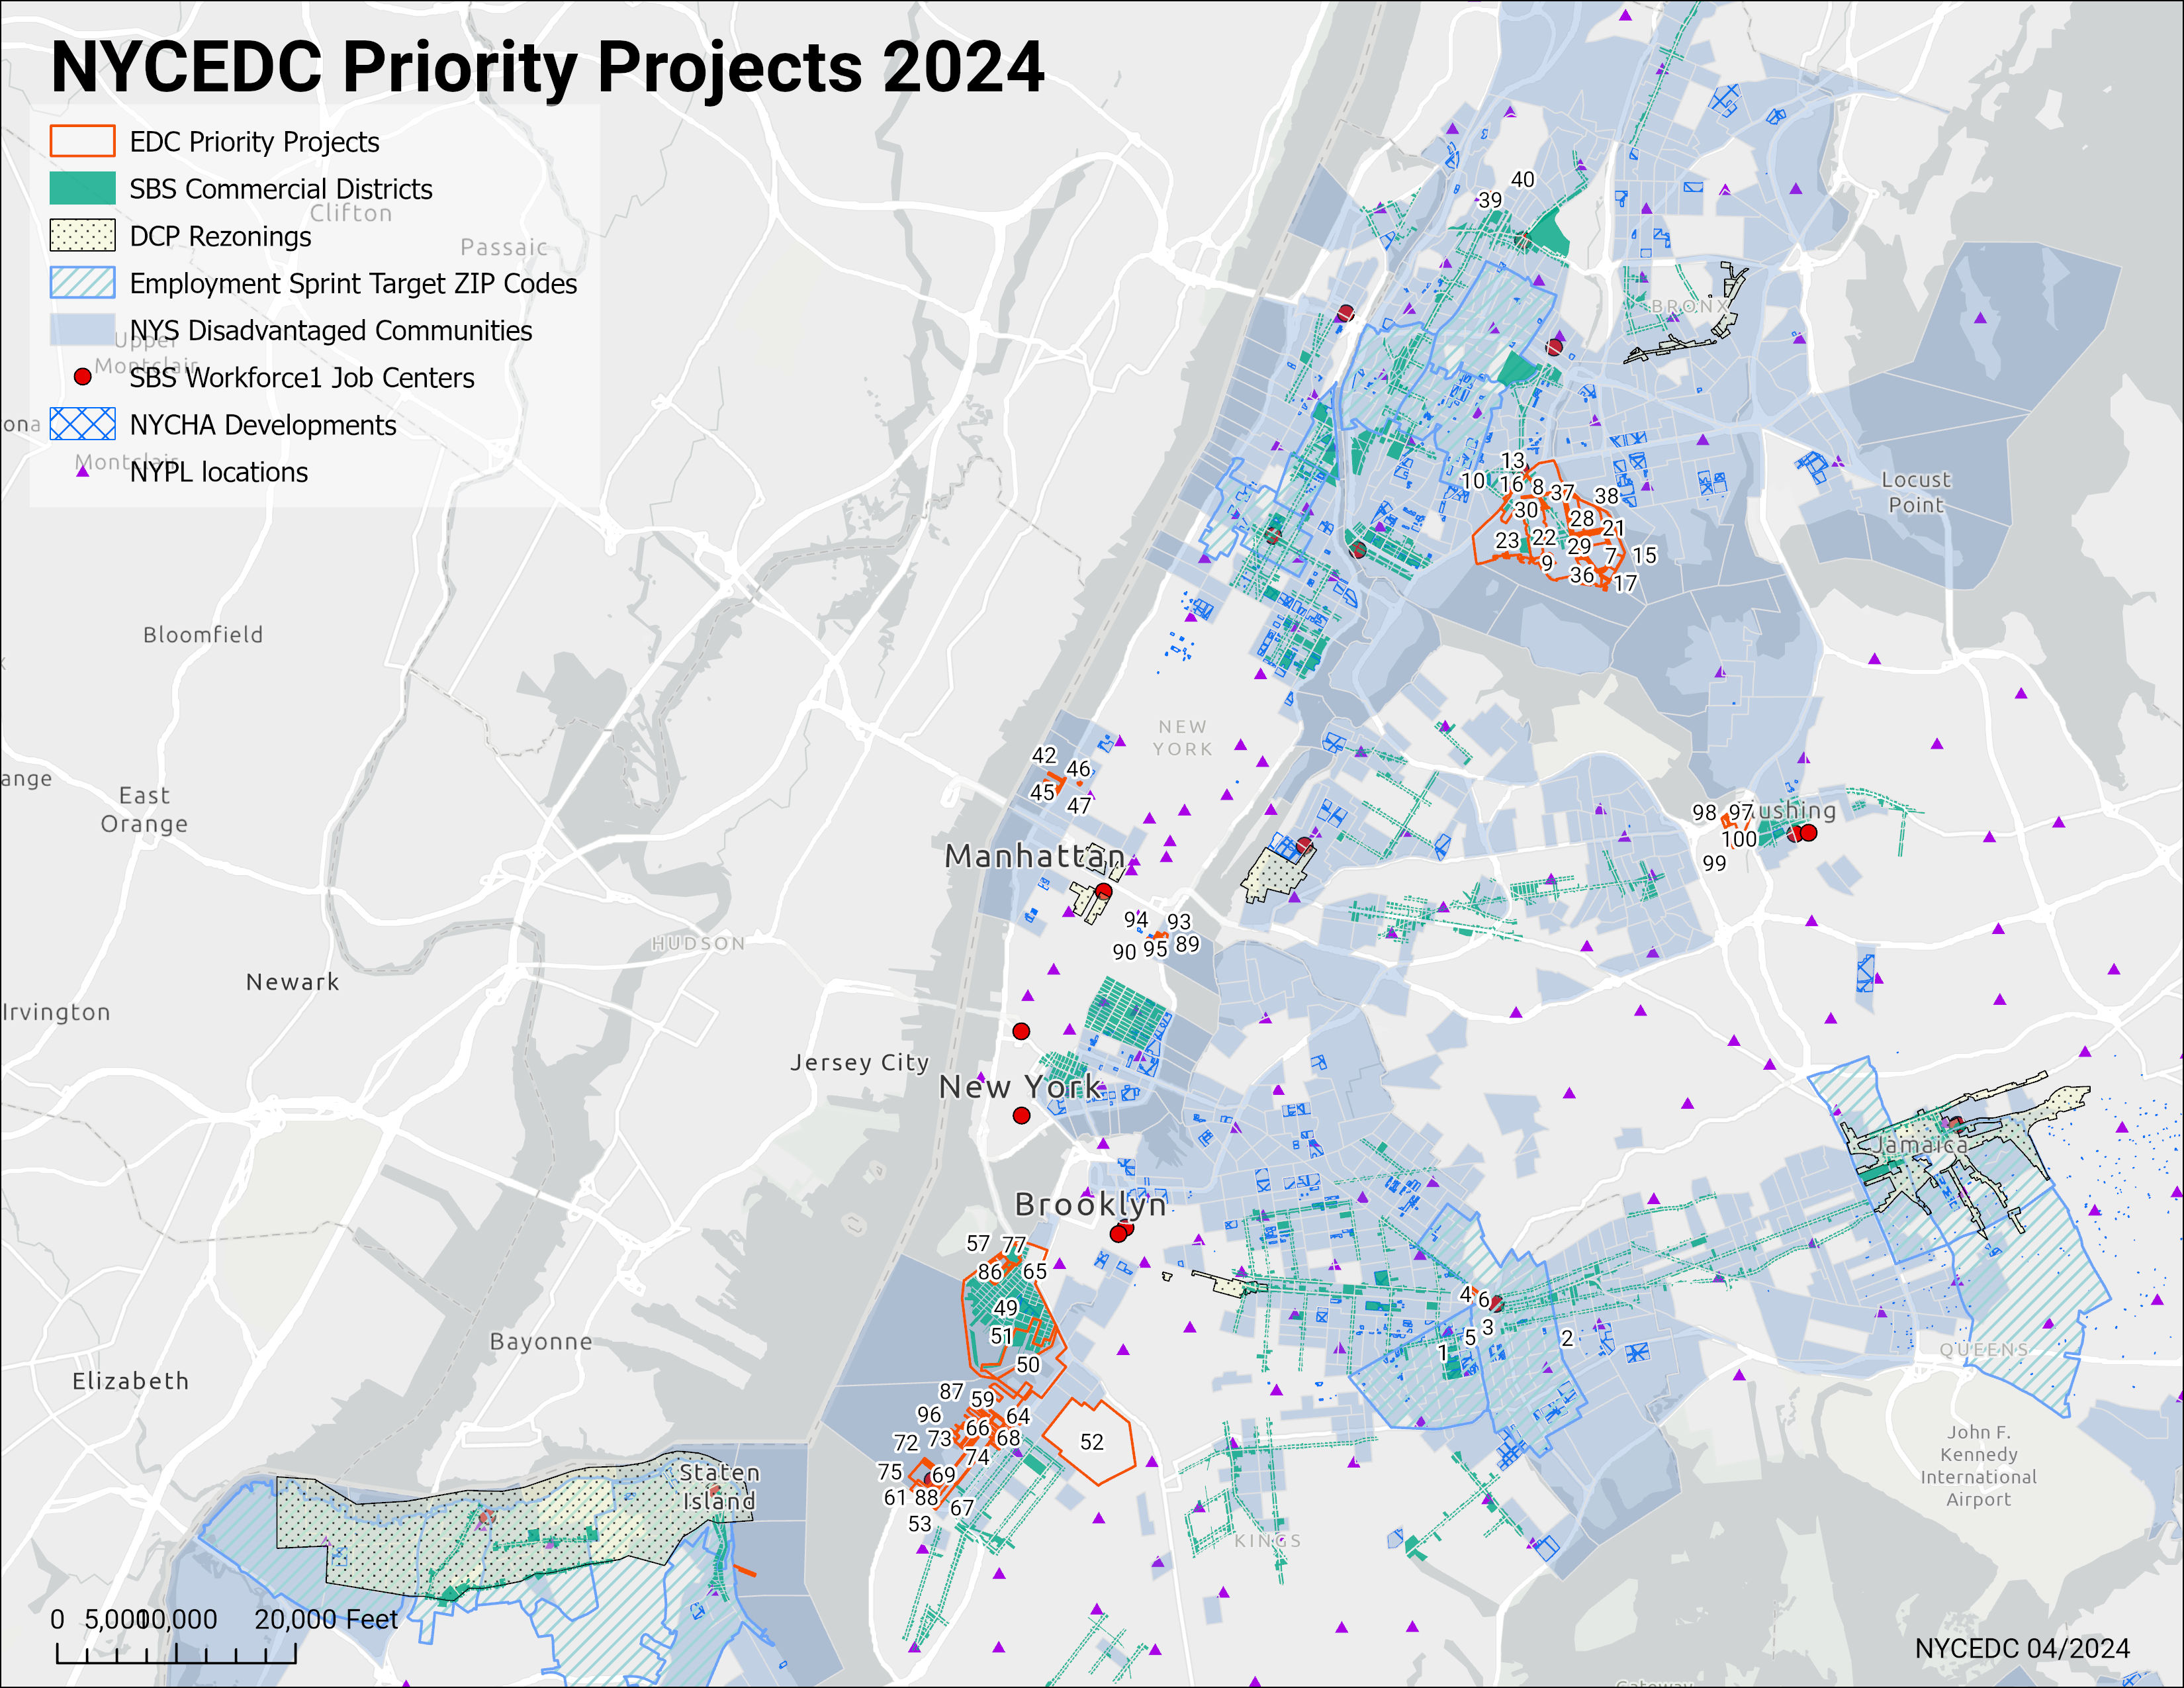 NYCEDC Priority Projects 2024
EDC Priority Projects
SBS Commercial Districts
DCP Rezonings
Employment Sprint Target ZIP Codes
NYS Disadvantaged Communities
SBS Workforce1 Job Centers
NYCHA Developments
NYPL locations
Clifton
Passaic
Upper
Montclair
Montclair
ona
40
39
BRONX
Locust
Point
13
10
16
8
37
38
30
28
21
23
22
29
7
15
9
36
17
Bloomfield
NEW
YORK
42
46
45
47
ange
East
Orange
98
97
lushing
100
99
Manhattan
94
93
90
95
89
HUDSON
Newark
Irvington
Jersey City
New York
Jamaica
Brooklyn
57
77
86
65
49
51
50
4
6
3
5
1
2
QUEENS
Bayonne
Elizabeth
87
59
96
64
66
72
73
68
52
74
75
69
61
88
67
53
John F.
Kennedy
International
Airport
Staten
Island
KINGS
0
5,000
10,000
20,000 Feet
NYCEDC 04/2024
Gateway